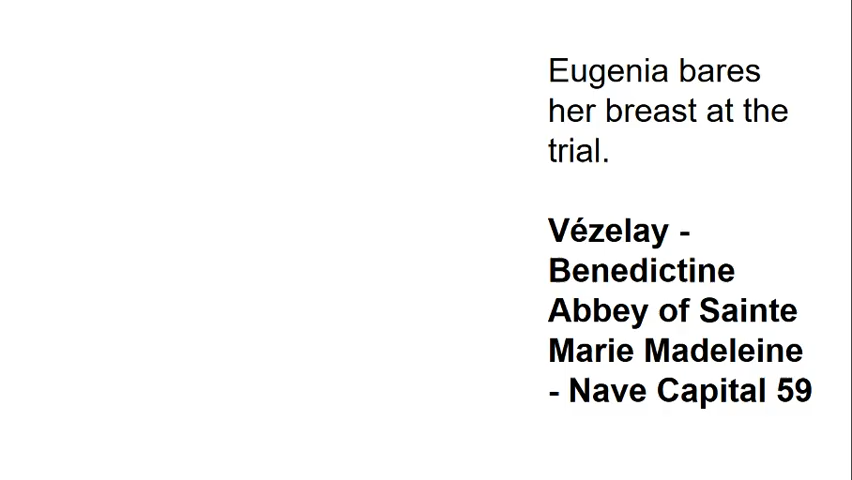 Eugenia bares
her breast at the
trial.
Vézelay -
Benedictine
Abbey of Sainte
Marie Madeleine
- Nave Capital 59